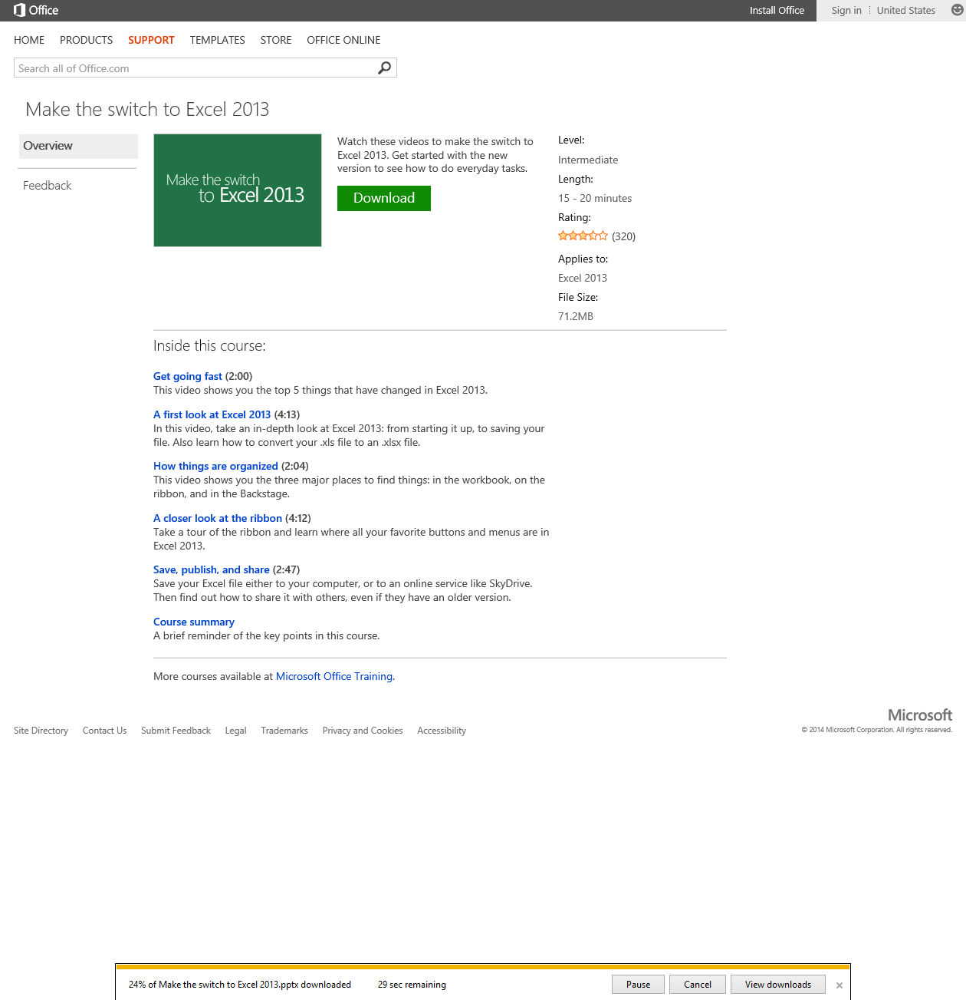 Office
Install Office
Sign in
United States
HOME PRODUCTS SUPPORT TEMPLATES STORE OFFICE ONLINE
Search all of Office.com
Make the switch to Excel 2013
Overview
Feedback
Make the switch
to Excel 2013
Watch these videos to make the switch to
Excel 2013. Get started with the new
version to see how to do everyday tasks.
Download
Level:
Intermediate
Length:
15 - 20 minutes
Rating:
(320)
Applies to:
Excel 2013
File Size:
71.2MB
Inside this course:
Get going fast (2:00)
This video shows you the top 5 things that have changed in Excel 2013.
A first look at Excel 2013 (4:13)
In this video, take an in-depth look at Excel 2013: from starting it up, to saving your
file. Also learn how to convert your .xls file to an .xlsx file.
How things are organized (2:04)
This video shows you the three major places to find things: in the workbook, on the
ribbon, and in the Backstage.
A closer look at the ribbon (4:12)
Take a tour of the ribbon and learn where all your favorite buttons and menus are in
Excel 2013.
Save, publish, and share (2:47)
Save your Excel file either to your computer, or to an online service like SkyDrive.
Then find out how to share it with others, even if they have an older version.
Course summary
A brief reminder of the key points in this course.
More courses available at Microsoft Office Training.
Site Directory Contact Us Submit Feedback Legal Trademarks Privacy and Cookies Accessibility
Microsoft
© 2014 Microsoft Corporation. All rights reserved.
24% of Make the switch to Excel 2013.pptx downloaded 29 sec remaining Pause Cancel View downloads ×